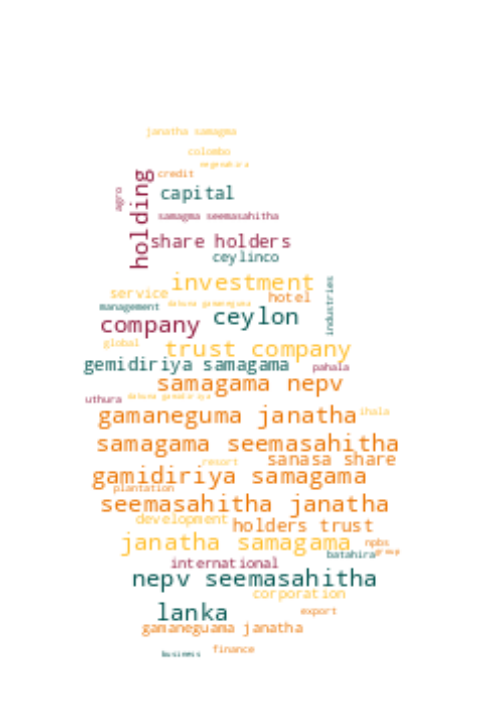 janatha samagma
colombo
credit
agro
holding
capital
samagma seemasahitha
share holders
ceylinco
investment
service
hotel
industries
management
dakuna gamaneguma
ceylon
company
global
trust company
gemidiriya samagama
pahala
samagama nepv
uthura
gamaneguma janatha
ihala
samagama seemasahitha
sanasa share
resort
gamidiriya samagama
plantation
seemasahitha janatha
development
holders trust
janatha samagama
npbs
group
batahira
international
nepv seemasahitha
corporation
lanka
export
gamaneguama janatha
finance
business